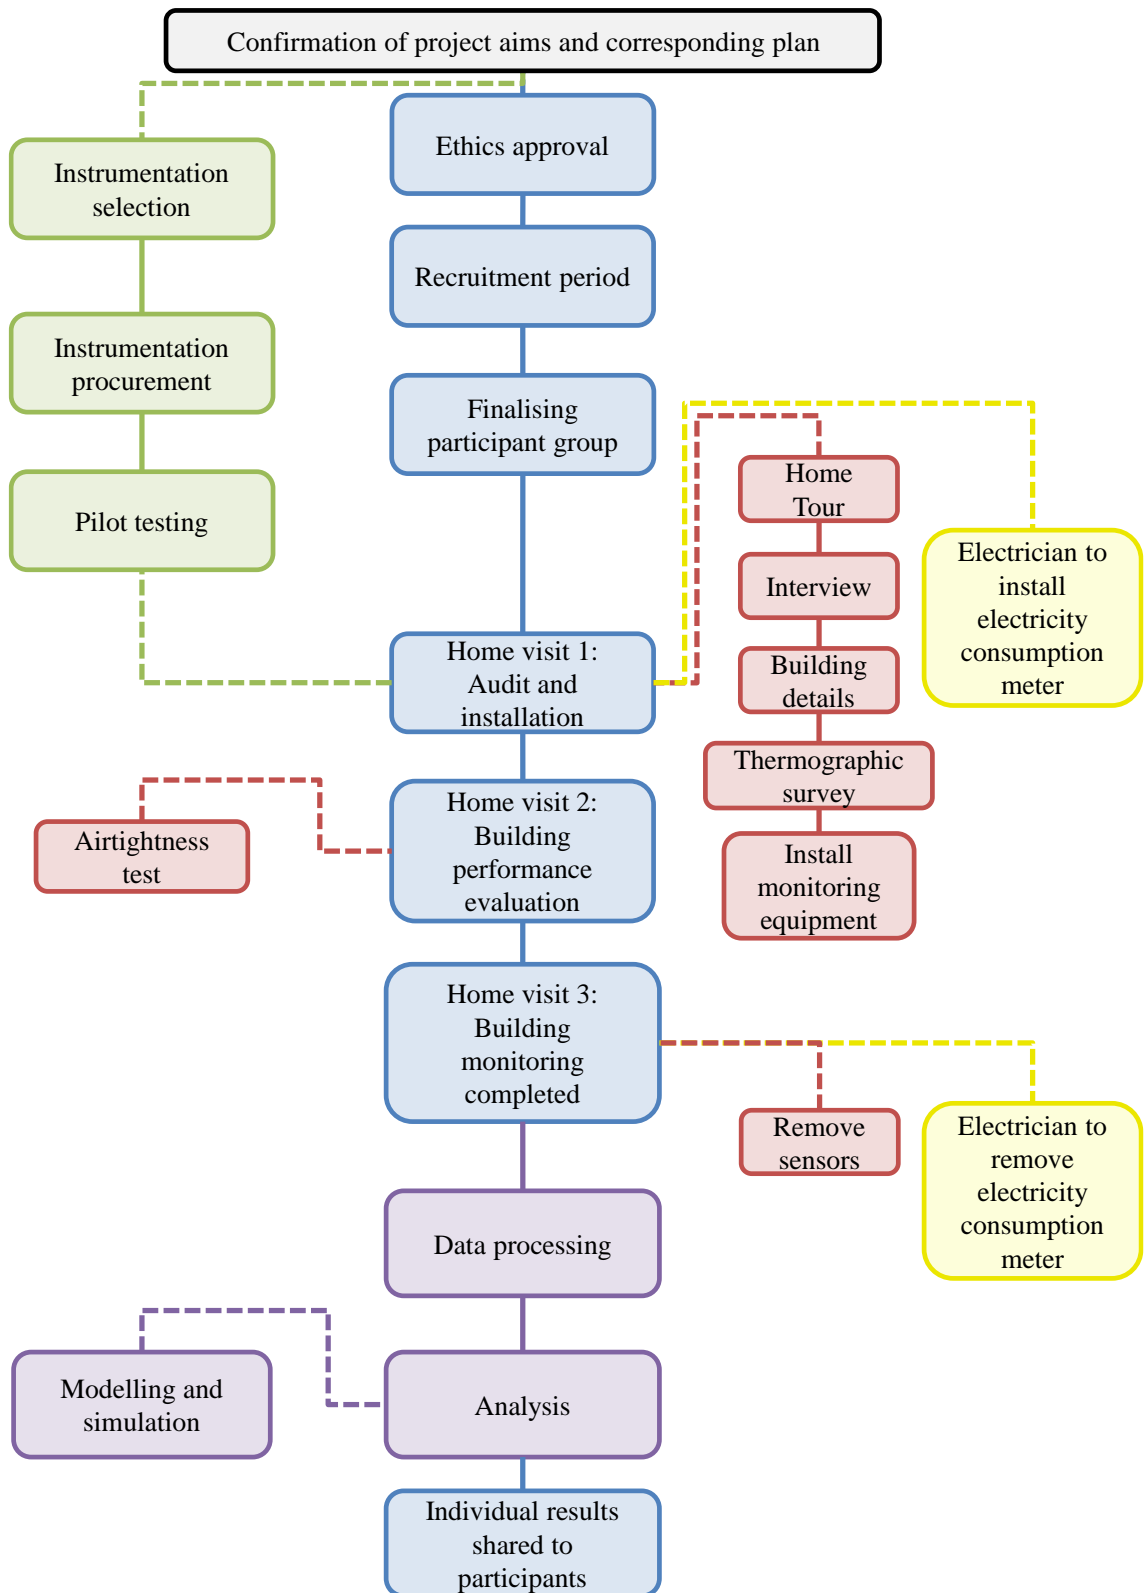 Confirmation of project aims and corresponding plan
Ethics approval
Instrumentation
selection
Recruitment period
Instrumentation
procurement
Finalising
participant group
Pilot testing
Home
Tour
Interview
Building
details
Thermographic
survey
Install
monitoring
equipment
Electrician to
install
electricity
consumption
meter
Home visit 1:
Audit and
installation
Home visit 2:
Building
performance
evaluation
Airtightness
test
Home visit 3:
Building
monitoring
completed
Remove
sensors
Electrician to
remove
electricity
consumption
meter
Data processing
Modelling and
simulation
Analysis
Individual results
shared to
participants